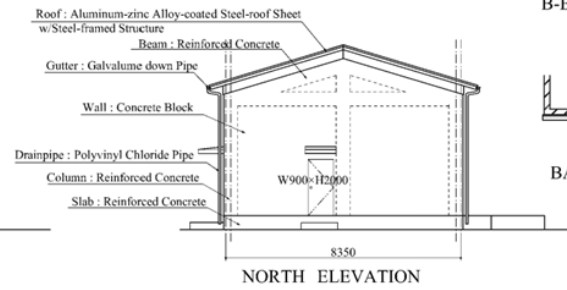 B-B
Roof : Aluminum-zinc Alloy-coated Steel-roof Sheet
w/Steel-framed Structure
Beam : Reinforced Concrete
Gutter : Galvalume down Pipe
Wall : Concrete Block
Drainpipe : Polyvinyl Chloride Pipe
Column : Reinforced Concrete
W900×H2000
BA
Slab : Reinforced Concrete
8350
NORTH ELEVATION